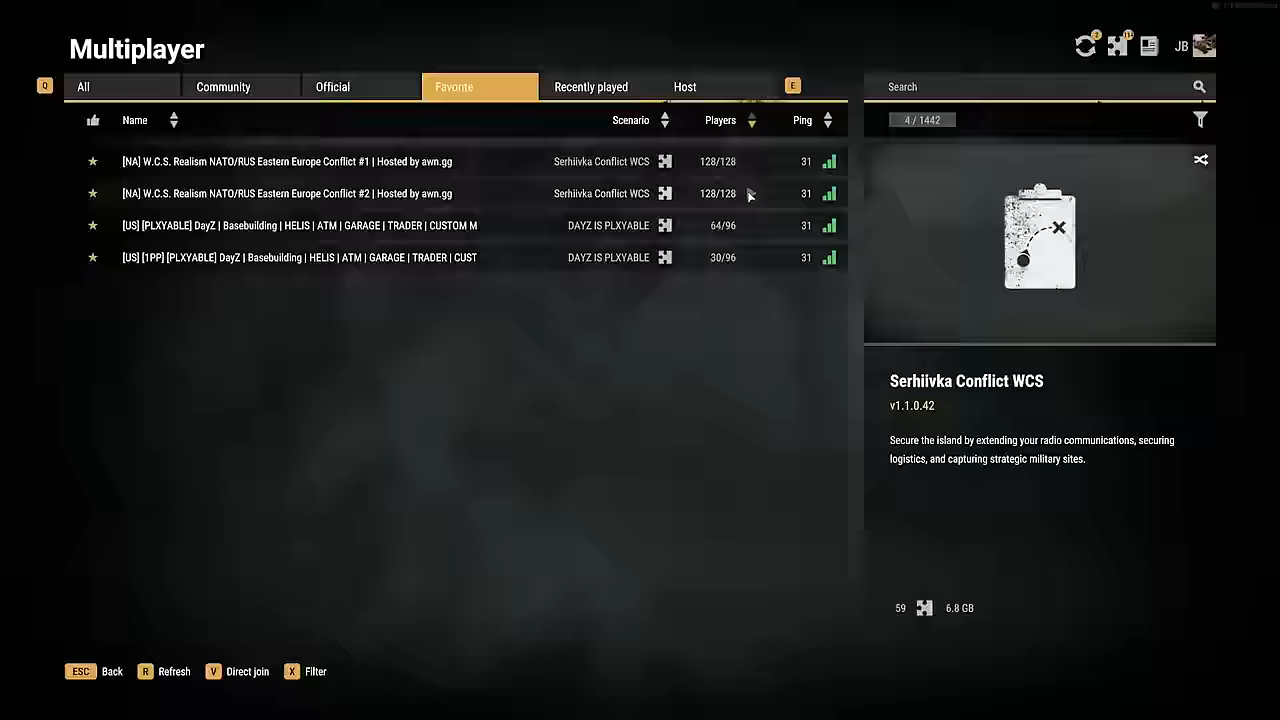 Multiplayer
2
JB
Q
All
Community
Official
Favorite
Recently played
Host
E
Search
Name
Scenario
Players
Ping
4 / 1442
[NA] W.C.S. Realism NATO/RUS Eastern Europe Conflict #1 | Hosted by awn.gg
Serhiivka Conflict WCS
128/128
31
[NA] W.C.S. Realism NATO/RUS Eastern Europe Conflict #2 | Hosted by awn.gg
Serhiivka Conflict WCS
128/128
31
[US] [PLXYABLE] DayZ | Basebuilding | HELIS | ATM | GARAGE | TRADER | CUSTOM M
DAYZ IS PLXYABLE
64/96
31
[US] [1PP] [PLXYABLE] DayZ | Basebuilding | HELIS | ATM | GARAGE | TRADER | CUST
DAYZ IS PLXYABLE
30/96
31
Serhiivka Conflict WCS
v1.1.0.42
Secure the island by extending your radio communications, securing
logistics, and capturing strategic military sites.
59
6.8 GB
ESC Back
R Refresh
V Direct join
X Filter